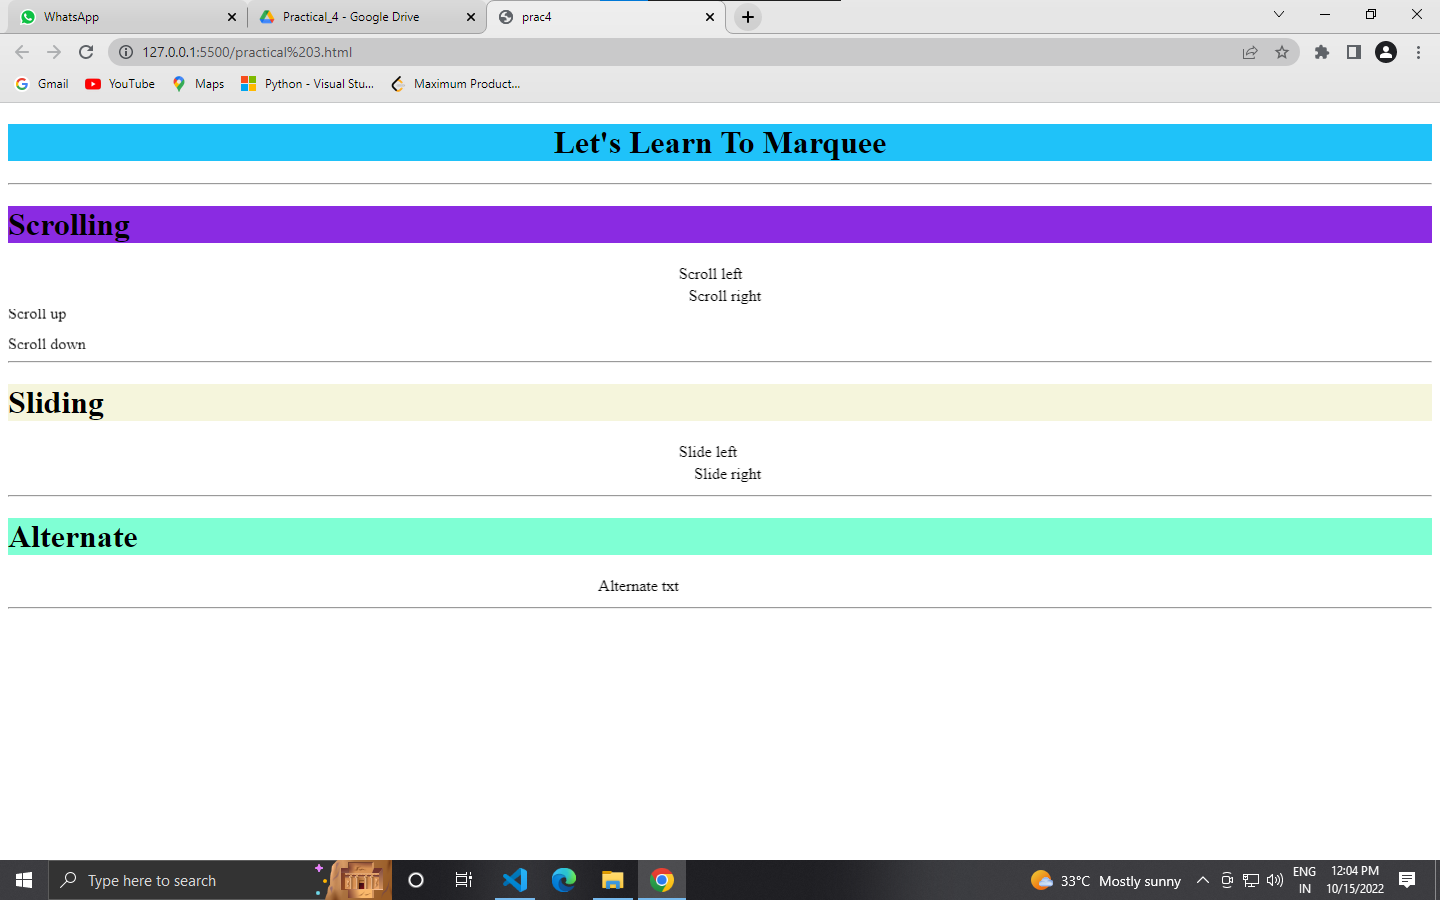 WhatsApp
Practical_4 - Google Drive
prac4
127.0.0.1:5500/practical%203.html
Gmail
YouTube
Maps
Python - Visual Stu...
Maximum Product...
Let's Learn To Marquee
Scrolling
Scroll left
Scroll right
Scroll up
Scroll down
Sliding
Slide left
Slide right
Alternate
Alternate txt
Type here to search
33°C Mostly sunny
ENG
IN
12:04 PM
10/15/2022